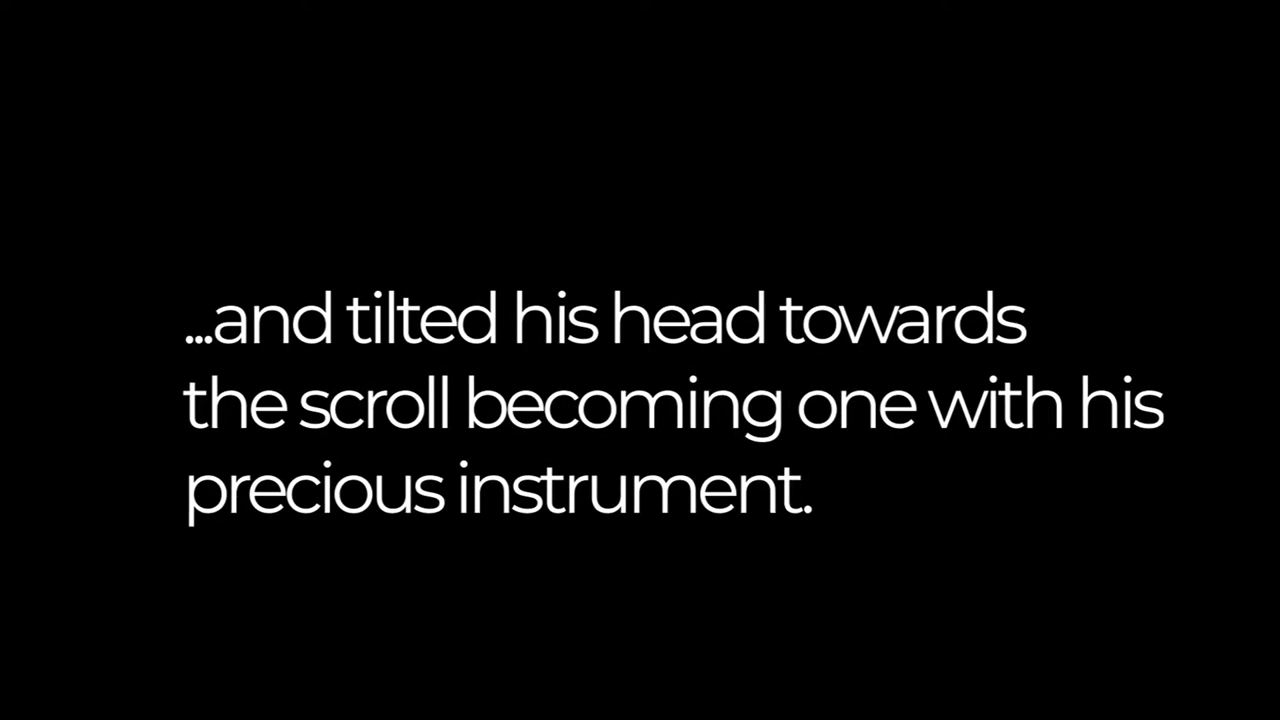 ...and tilted his head towards
the scroll becoming one with his
precious instrument.